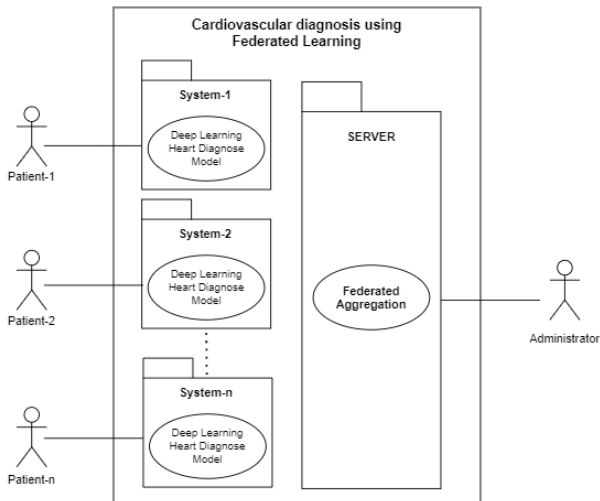 Cardiovascular diagnosis using
Federated Learning
System-1
Deep Learning
Heart Diagnose
Model
Patient-1
SERVER
System-2
Deep Learning
Heart Diagnose
Model
Patient-2
Federated
Aggregation
Administrator
System-n
Deep Learning
Heart Diagnose
Model
Patient-n